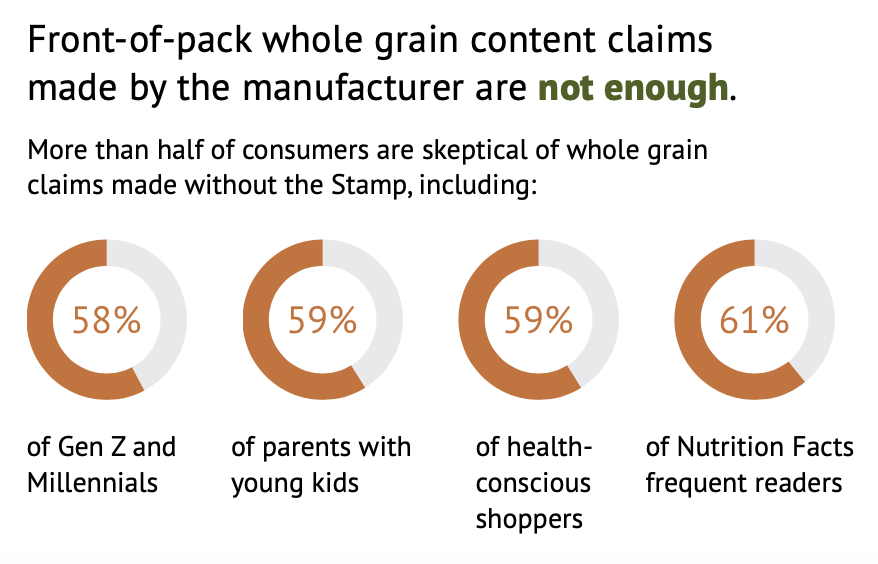 Front-of-pack whole grain content claims
made by the manufacturer are not enough.
More than half of consumers are skeptical of whole grain
claims made without the Stamp, including:
58%
59%
59%
61%
of Gen Z and
Millennials
of parents with
young kids
of health-
conscious
shoppers
of Nutrition Facts
frequent readers